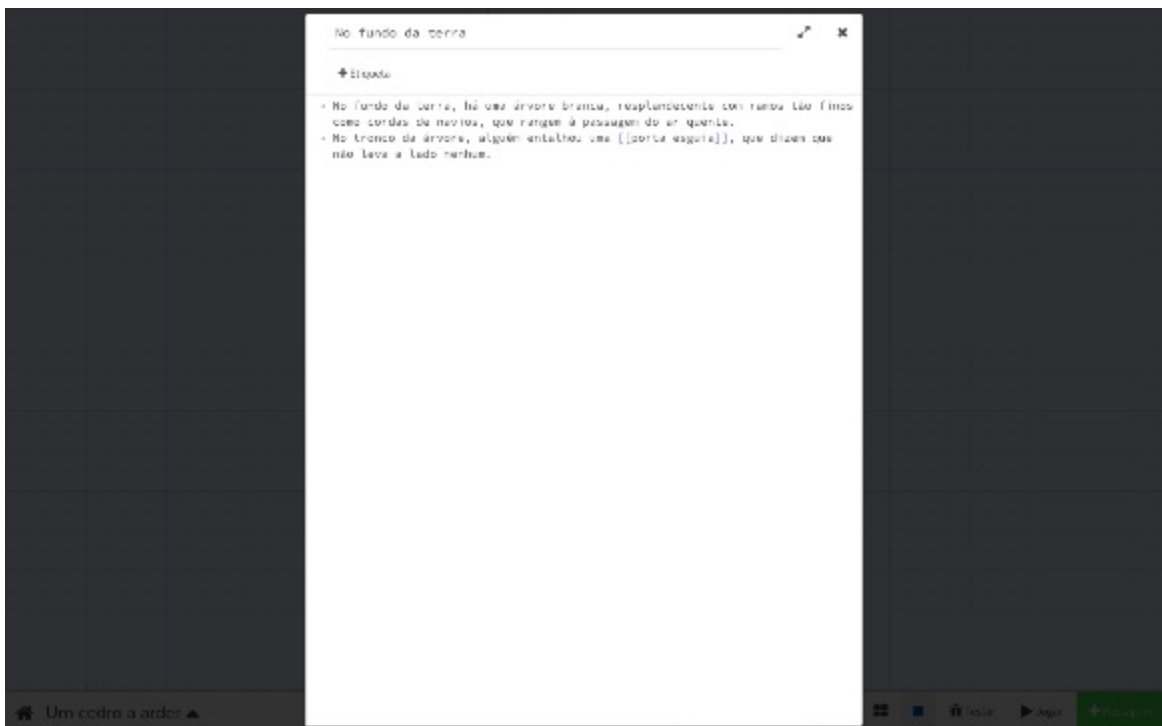 No fundo da terra
+ Etiqueta
- No fundo da terra, há uma árvore branca, resplandecente com ramos tão finos
como cordas de navios, que rangem à passagem do ar quente.
- No tronco da árvore, alguém entalhou uma [[porta esguia]], que dizem que
não leva a lado nenhum.
Um cedro a arder
Testar
Jogar
+ Passagem